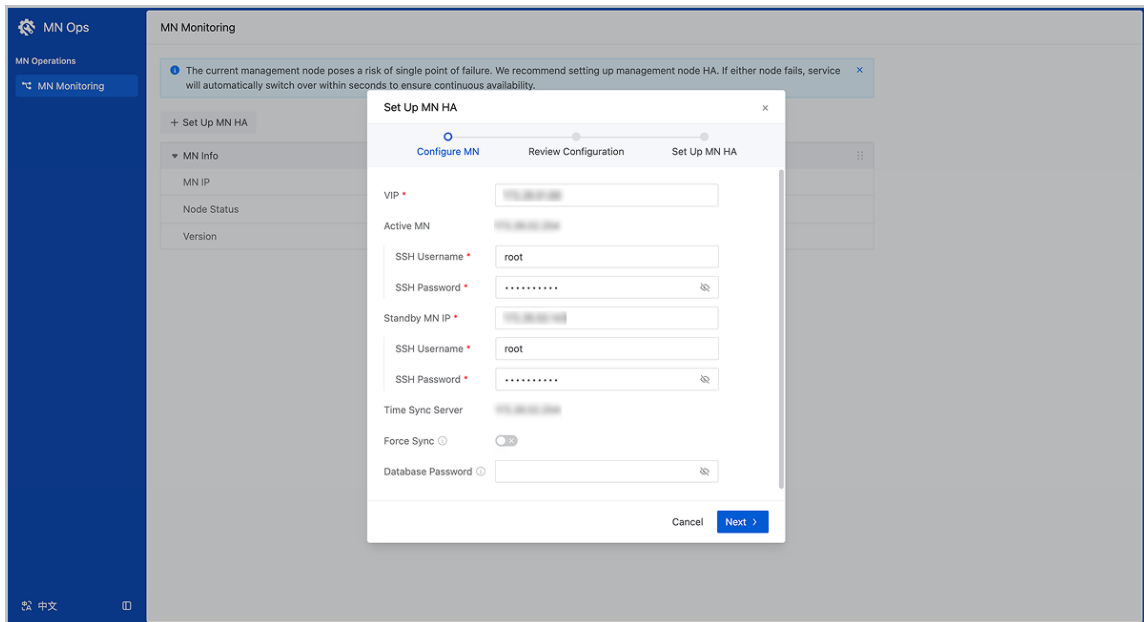 MN Ops
MN Operations
MN Monitoring
中文
MN Monitoring
The current management node poses a risk of single point of failure. We recommend setting up management node HA. If either node fails, service
will automatically switch over within seconds to ensure continuous availability.
+ Set Up MN HA
MN Info
MN IP
Node Status
Version
Set Up MN HA
Configure MN
Review Configuration
Set Up MN HA
VIP *
Active MN
SSH Username * root
SSH Password * ••••••••••
Standby MN IP *
SSH Username * root
SSH Password * ••••••••••
Time Sync Server
Force Sync
Database Password
Cancel
Next >